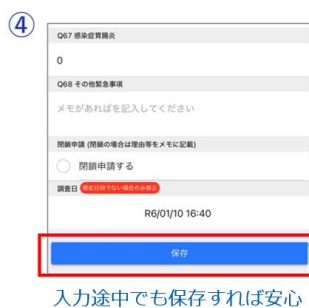 ④
Q67 感染症胃腸炎
0
Q68 その他緊急事項
メモがあればを記入してください
閉鎖申請 (閉鎖の場合は理由等をメモに記載)
閉鎖申請する
調査日 現在日時でない場合のみ修正
R6/01/10 16:40
保存
入力途中でも保存すれば安心